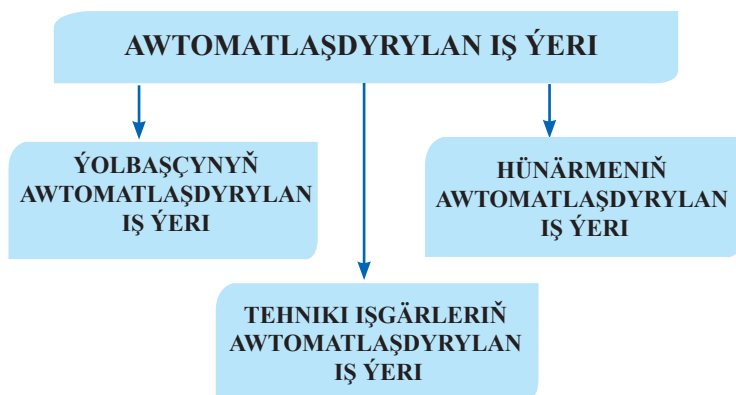 AWTOMATLAŞDYRYLAN IŞ ÝERI
ÝOLBAŞÇYNYŇ
AWTOMATLAŞDYRYLAN
IŞ ÝERI
HÜNÄRMENIŇ
AWTOMATLAŞDYRYLAN
IŞ ÝERI
TEHNIKI IŞGÄRLERIŇ
AWTOMATLAŞDYRYLAN
IŞ ÝERI